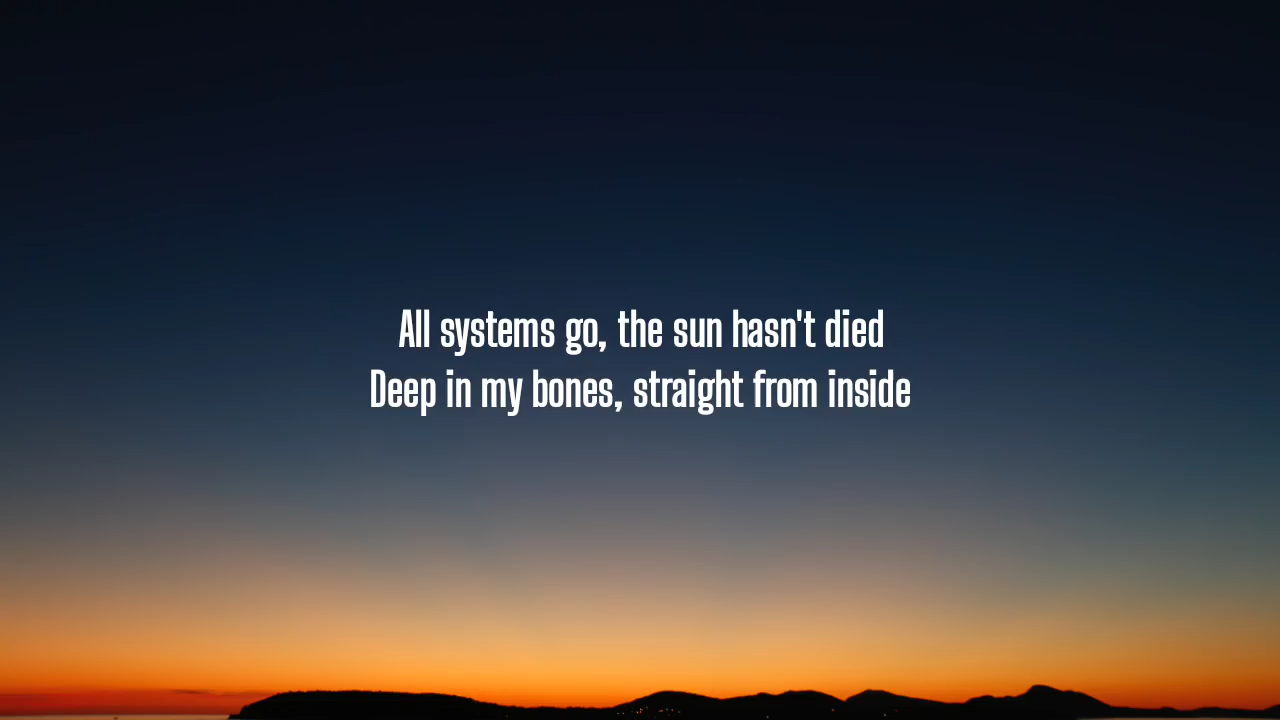 All systems go, the sun hasn't died
Deep in my bones, straight from inside